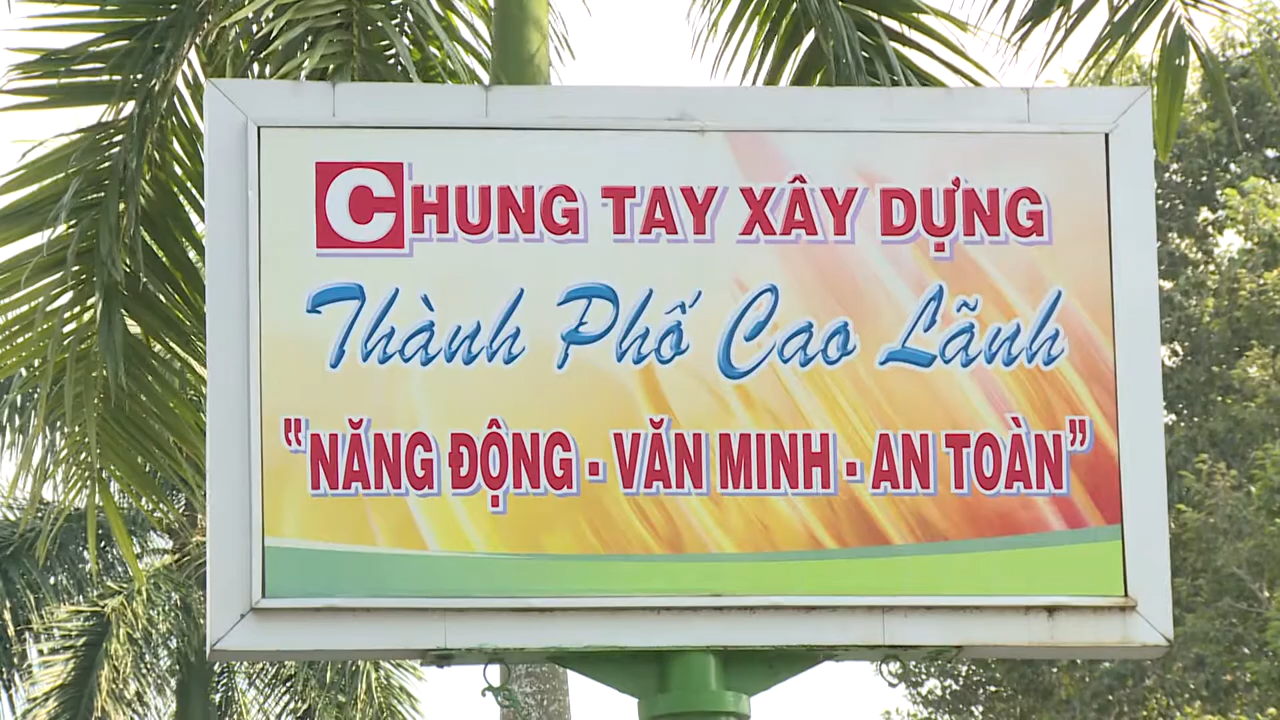 CHUNG TAY XÂY DỰNG
Thành Phố Cao Lãnh
“NĂNG ĐỘNG - VĂN MINH - AN TOÀN”